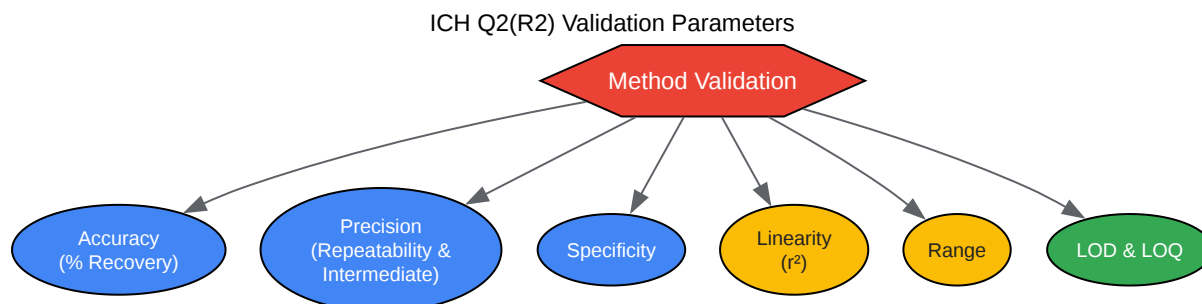 ICH Q2(R2) Validation Parameters
Method Validation
Accuracy
(% Recovery)
Precision
(Repeatability &
Intermediate)
Specificity
Linearity
(r²)
Range
LOD & LOQ